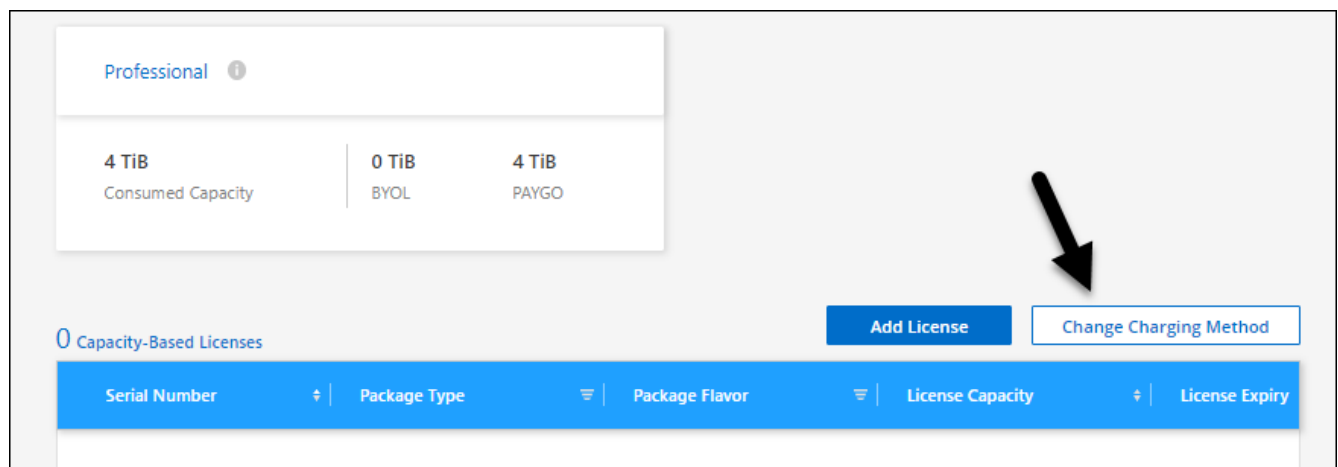 Professional
4 TiB 0 TiB 4 TiB
Consumed Capacity BYOL PAYGO
Add License Change Charging Method
0 Capacity-Based Licenses
Serial Number Package Type Package Flavor License Capacity License Expiry